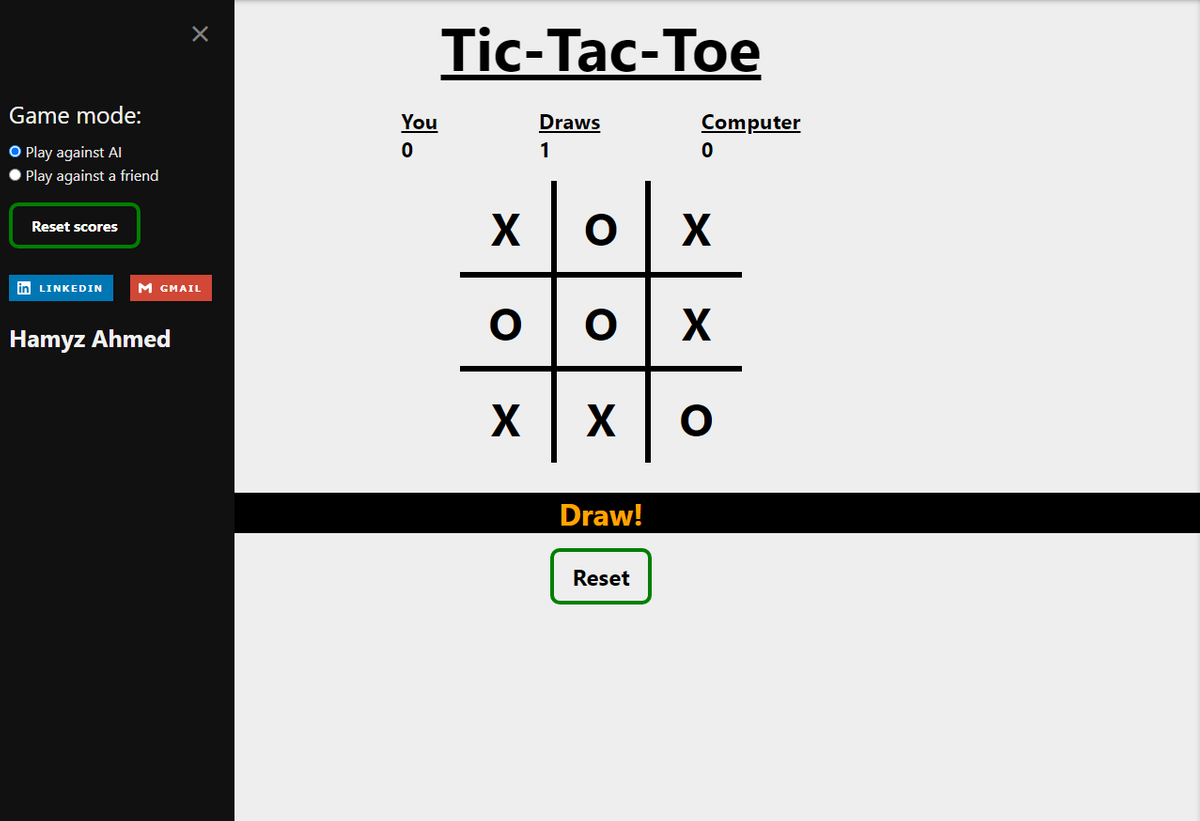 ×
Game mode:
Play against AI
Play against a friend
Reset scores
in LINKEDIN
M GMAIL
Hamyz Ahmed
Tic-Tac-Toe
You Draws Computer
0 1 0
X O X
O O X
X X O
Draw!
Reset